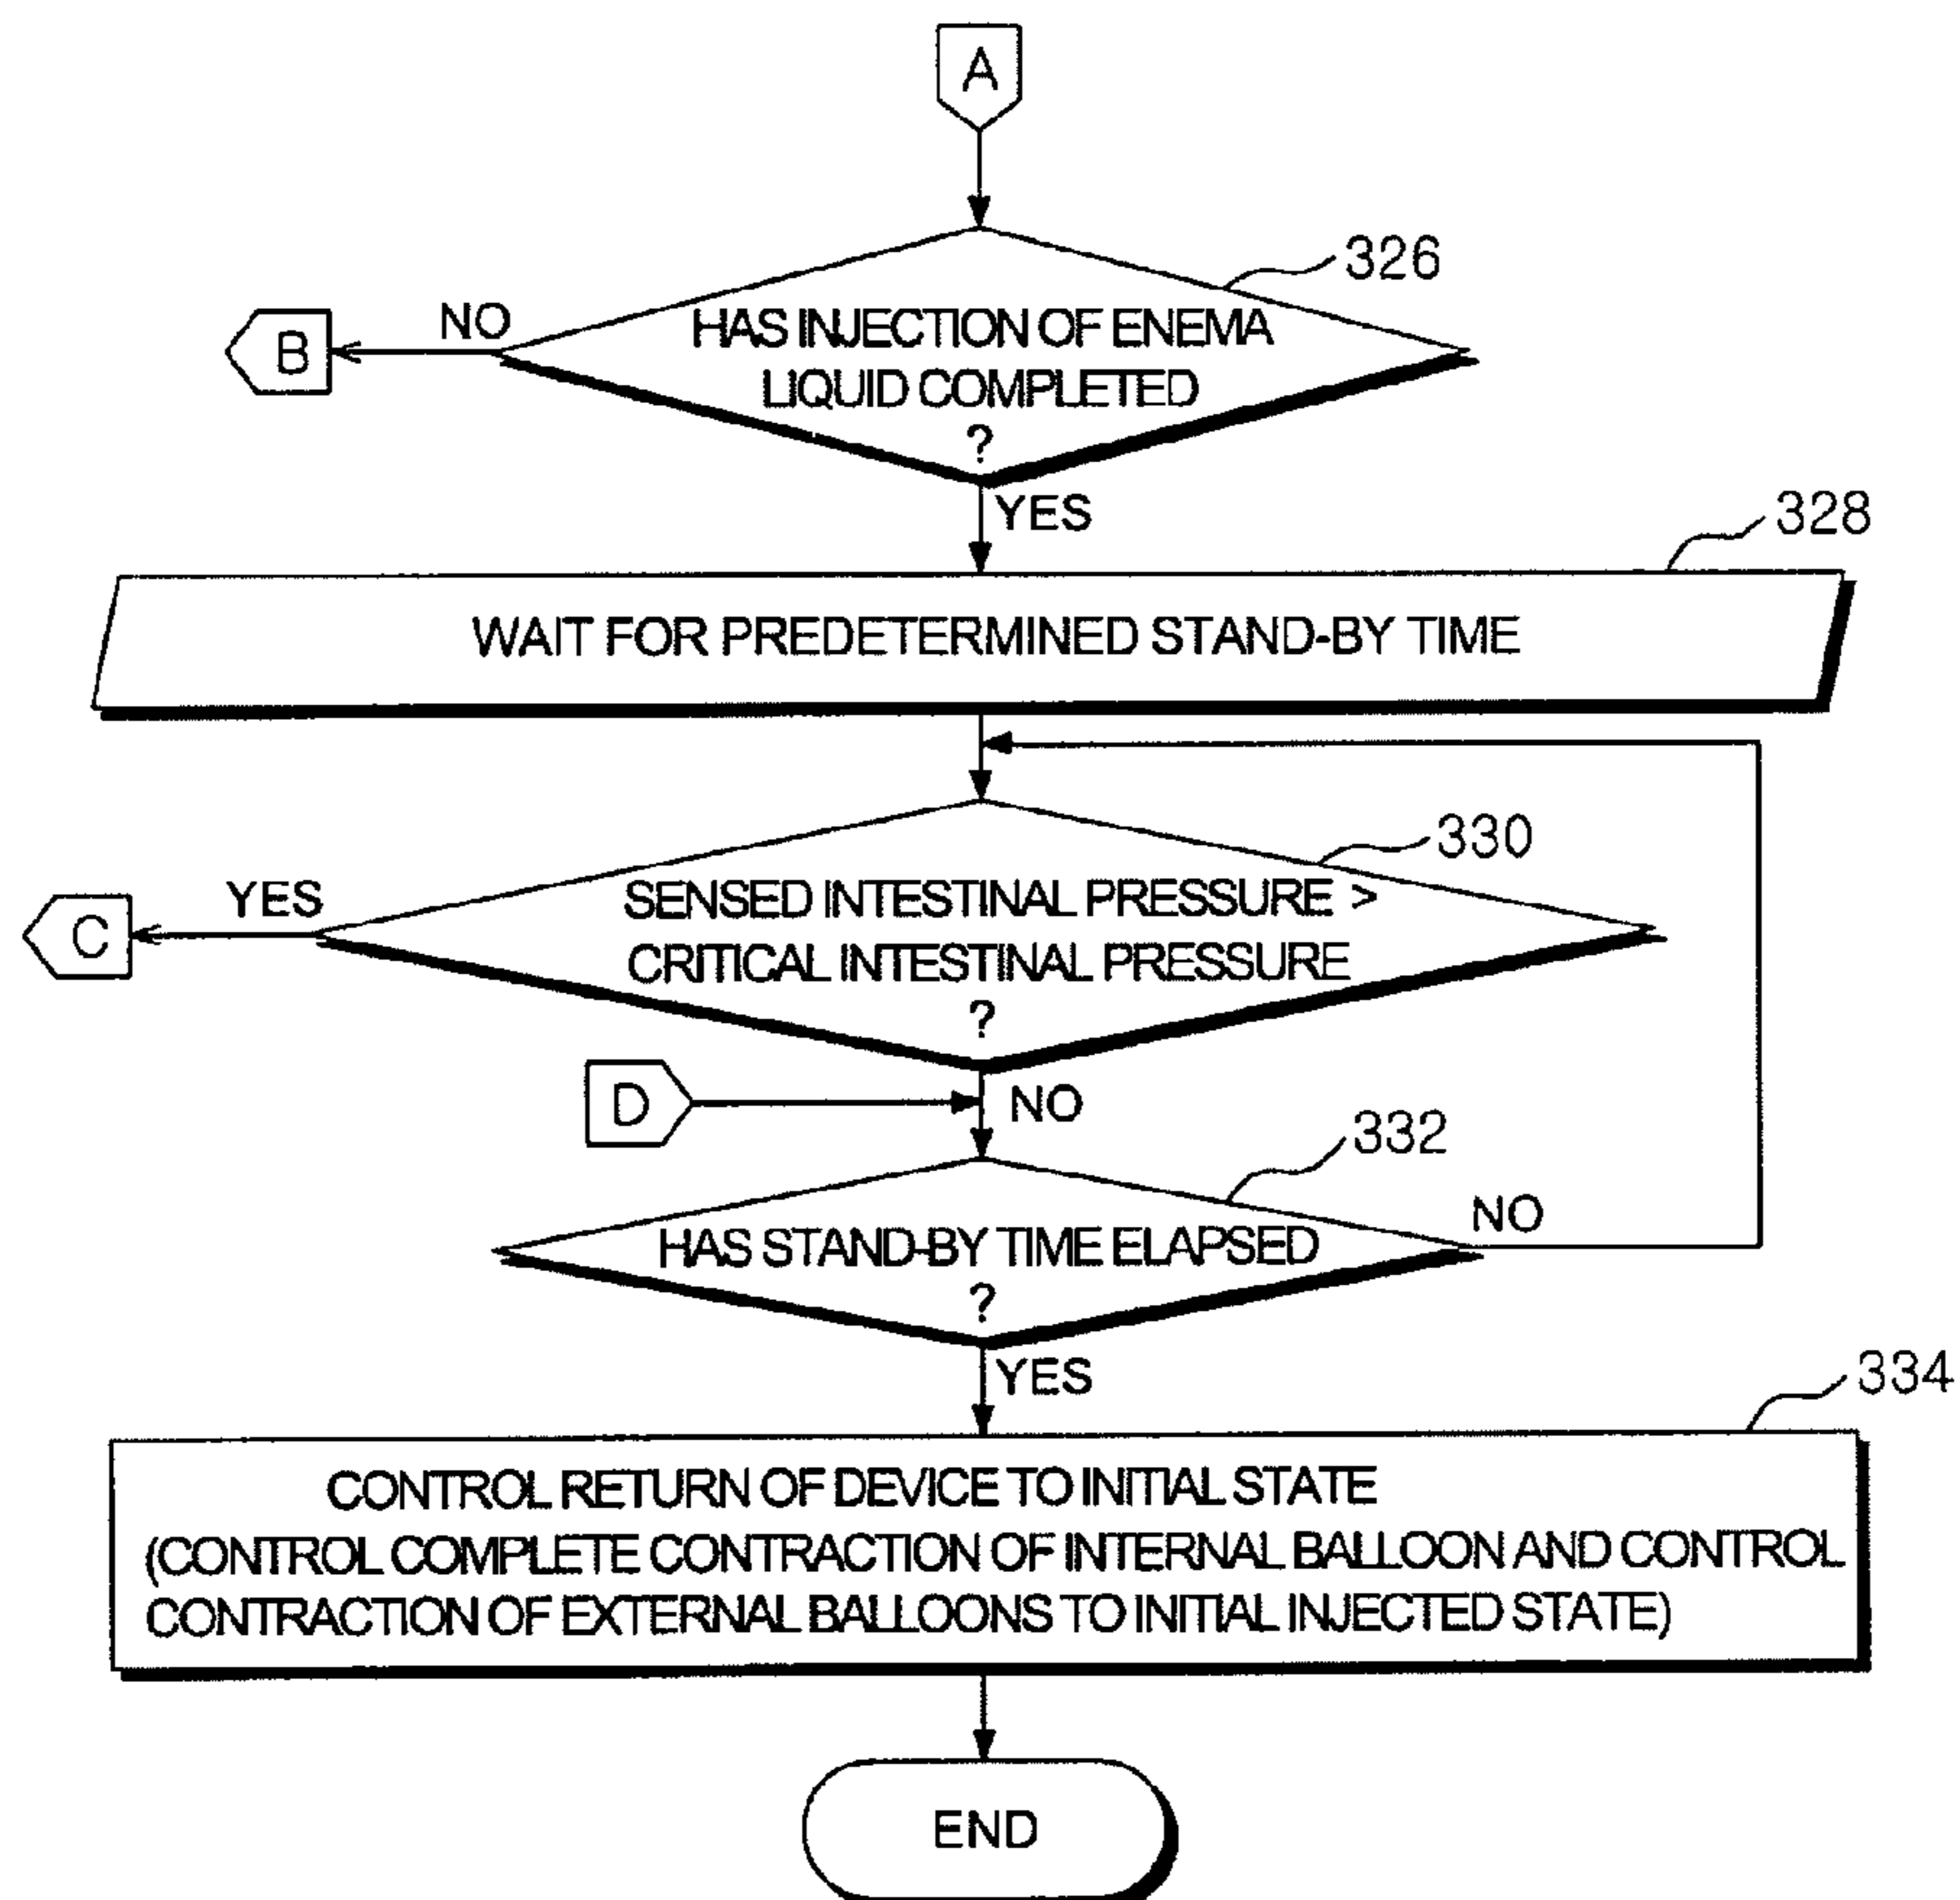 A
326
HAS INJECTION OF ENEMA
LIQUID COMPLETED
?
NO
B
YES
328
WAIT FOR PREDETERMINED STAND-BY TIME
330
SENSED INTESTINAL PRESSURE >
CRITICAL INTESTINAL PRESSURE
?
YES
C
D
NO
332
HAS STAND-BY TIME ELAPSED
?
NO
YES
334
CONTROL RETURN OF DEVICE TO INITIAL STATE
(CONTROL COMPLETE CONTRACTION OF INTERNAL BALLOON AND CONTROL
CONTRACTION OF EXTERNAL BALLOONS TO INITIAL INJECTED STATE)
END